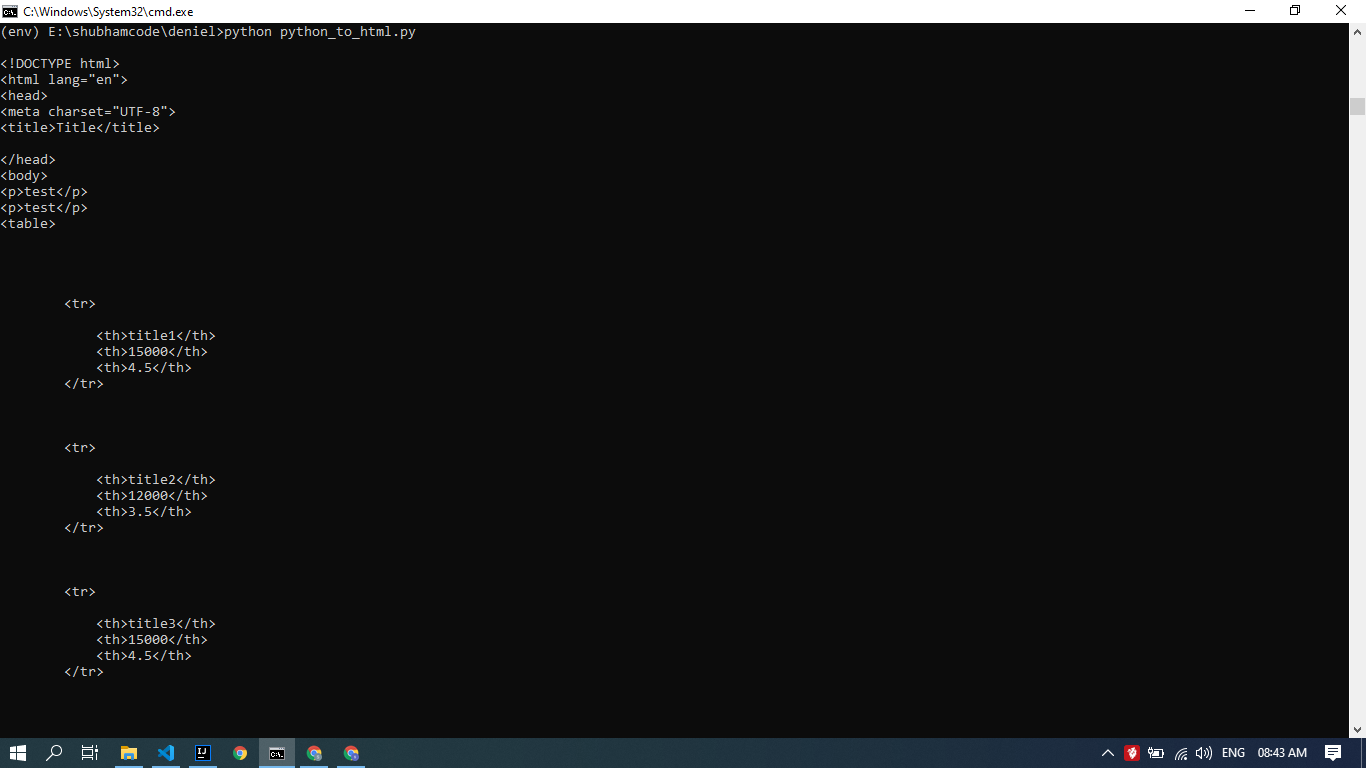 C:\Windows\System32\cmd.exe
(env) E:\shubhamcode\deniel>python python_to_html.py
<!DOCTYPE html>
<html lang="en">
<head>
<meta charset="UTF-8">
<title>Title</title>
</head>
<body>
<p>test</p>
<p>test</p>
<table>
<tr>
<th>title1</th>
<th>15000</th>
<th>4.5</th>
</tr>
<tr>
<th>title2</th>
<th>12000</th>
<th>3.5</th>
</tr>
<tr>
<th>title3</th>
<th>15000</th>
<th>4.5</th>
</tr>
ENG 08:43 AM